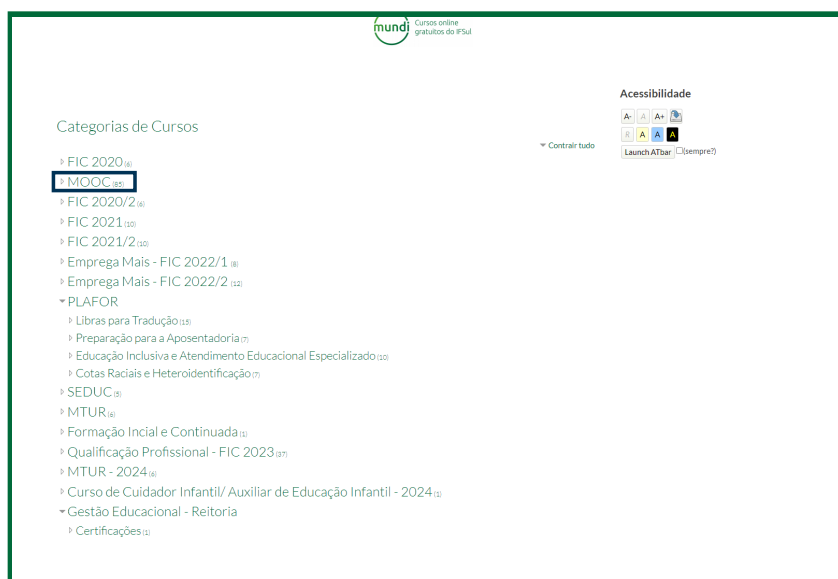 mundi
Cursos online
gratuitos do IFSul
Acessibilidade
A- A A+
R A A A
Launch ATbar (sempre?)
Categorias de Cursos
Contrair tudo
FIC 2020 (6)
MOOC (85)
FIC 2020/2 (6)
FIC 2021 (10)
FIC 2021/2 (10)
Emprega Mais - FIC 2022/1 (8)
Emprega Mais - FIC 2022/2 (12)
PLAFOR
Libras para Tradução (15)
Preparação para a Aposentadoria (7)
Educação Inclusiva e Atendimento Educacional Especializado (10)
Cotas Raciais e Heteroidentificação (7)
SEDUC (5)
MTUR (6)
Formação Incial e Continuada (1)
Qualificação Profissional - FIC 2023 (37)
MTUR - 2024 (6)
Curso de Cuidador Infantil/ Auxiliar de Educação Infantil - 2024 (1)
Gestão Educacional - Reitoria
Certificações (1)